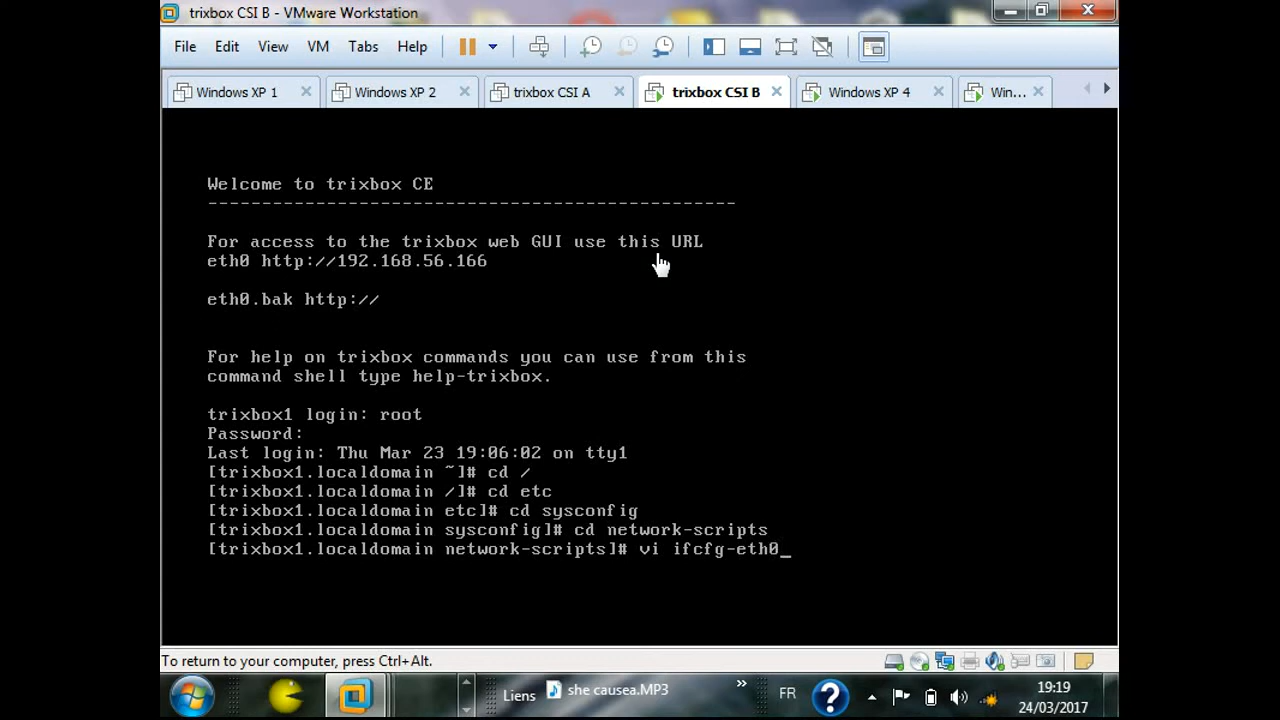 trixbox CSI B - VMware Workstation
File Edit View VM Tabs Help
Windows XP 1 Windows XP 2 trixbox CSI A trixbox CSI B Windows XP 4 Win...
Welcome to trixbox CE
-------------------------------------------------
For access to the trixbox web GUI use this URL
eth0 http://192.168.56.166
eth0.bak http://
For help on trixbox commands you can use from this
command shell type help-trixbox.
trixbox1 login: root
Password:
Last login: Thu Mar 23 19:06:02 on tty1
[trixbox1.localdomain ~]# cd /
[trixbox1.localdomain /]# cd etc
[trixbox1.localdomain etc]# cd sysconfig
[trixbox1.localdomain sysconfig]# cd network-scripts
[trixbox1.localdomain network-scripts]# vi ifcfg-eth0_
To return to your computer, press Ctrl+Alt.
Liens she causea.MP3 » FR 19:19
24/03/2017